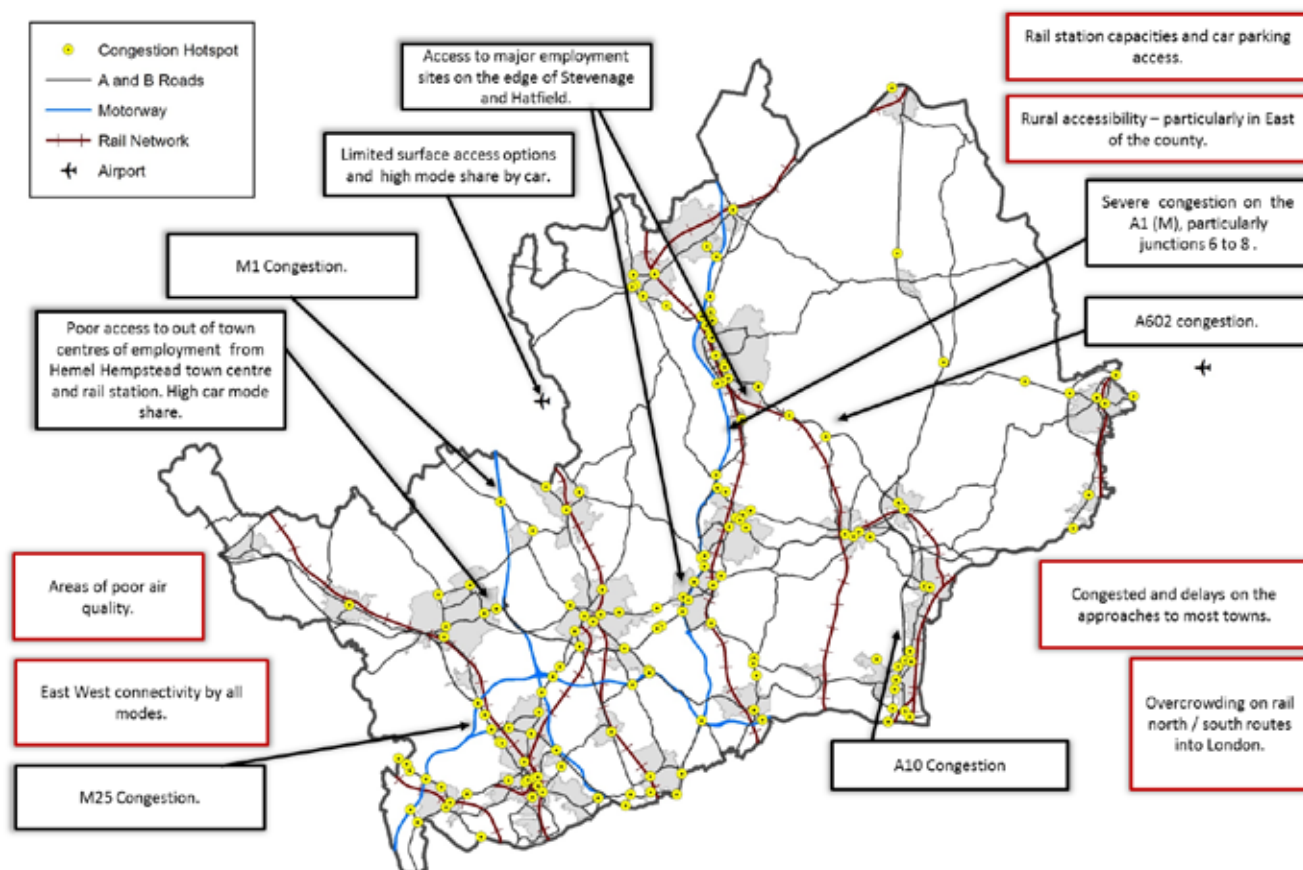 Congestion Hotspot
A and B Roads
Motorway
Rail Network
Airport
Access to major employment
sites on the edge of Stevenage
and Hatfield.
Rail station capacities and car parking
access.
Rural accessibility – particularly in East
of the county.
Limited surface access options
and high mode share by car.
Severe congestion on the
A1 (M), particularly
junctions 6 to 8 .
M1 Congestion.
A602 congestion.
Poor access to out of town
centres of employment from
Hemel Hempstead town centre
and rail station. High car mode
share.
Areas of poor air
quality.
Congested and delays on the
approaches to most towns.
East West connectivity by all
modes.
Overcrowding on rail
north / south routes
into London.
A10 Congestion
M25 Congestion.